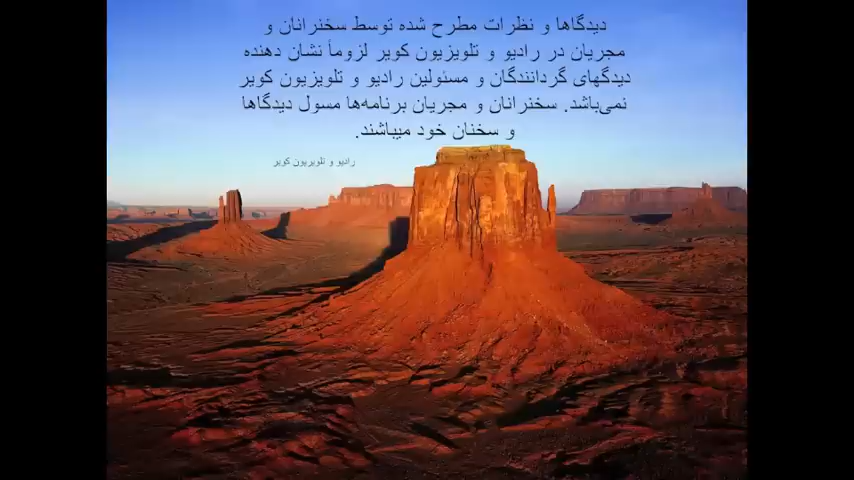 دیدگاها و نظرات مطرح شده توسط سخنرانان و
مجریان در رادیو و تلویزیون کویر لزوماً نشان دهنده
دیدگهای گردانندگان و مسئولین رادیو و تلویزیون کویر
نمی‌باشد. سخنرانان و مجریان برنامه‌ها مسول دیدگاها
و سخنان خود میباشند.
رادیو و تلویزیون کویر